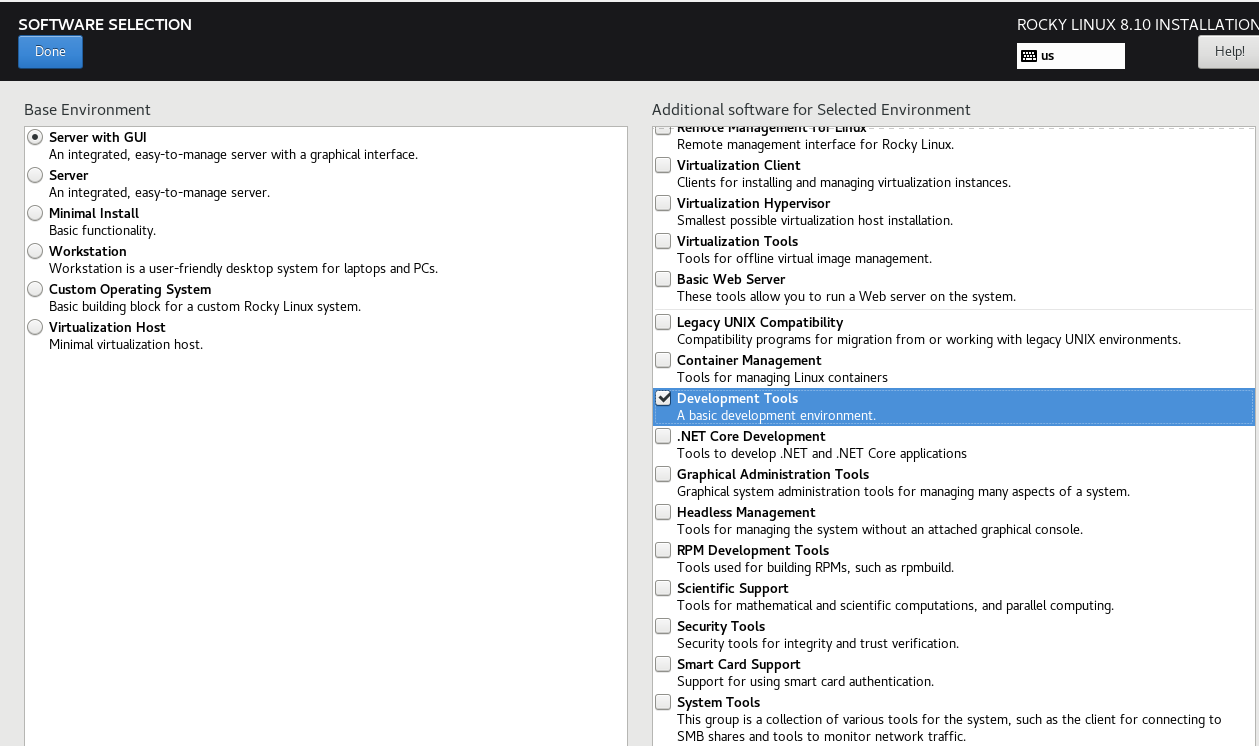 SOFTWARE SELECTION
ROCKY LINUX 8.10 INSTALLATION
Done
us
Help!
Base Environment
Server with GUI
An integrated, easy-to-manage server with a graphical interface.
Server
An integrated, easy-to-manage server.
Minimal Install
Basic functionality.
Workstation
Workstation is a user-friendly desktop system for laptops and PCs.
Custom Operating System
Basic building block for a custom Rocky Linux system.
Virtualization Host
Minimal virtualization host.
Additional software for Selected Environment
Remote Management for Linux
Remote management interface for Rocky Linux.
Virtualization Client
Clients for installing and managing virtualization instances.
Virtualization Hypervisor
Smallest possible virtualization host installation.
Virtualization Tools
Tools for offline virtual image management.
Basic Web Server
These tools allow you to run a Web server on the system.
Legacy UNIX Compatibility
Compatibility programs for migration from or working with legacy UNIX environments.
Container Management
Tools for managing Linux containers
Development Tools
A basic development environment.
.NET Core Development
Tools to develop .NET and .NET Core applications
Graphical Administration Tools
Graphical system administration tools for managing many aspects of a system.
Headless Management
Tools for managing the system without an attached graphical console.
RPM Development Tools
Tools used for building RPMs, such as rpmbuild.
Scientific Support
Tools for mathematical and scientific computations, and parallel computing.
Security Tools
Security tools for integrity and trust verification.
Smart Card Support
Support for using smart card authentication.
System Tools
This group is a collection of various tools for the system, such as the client for connecting to
SMB shares and tools to monitor network traffic.